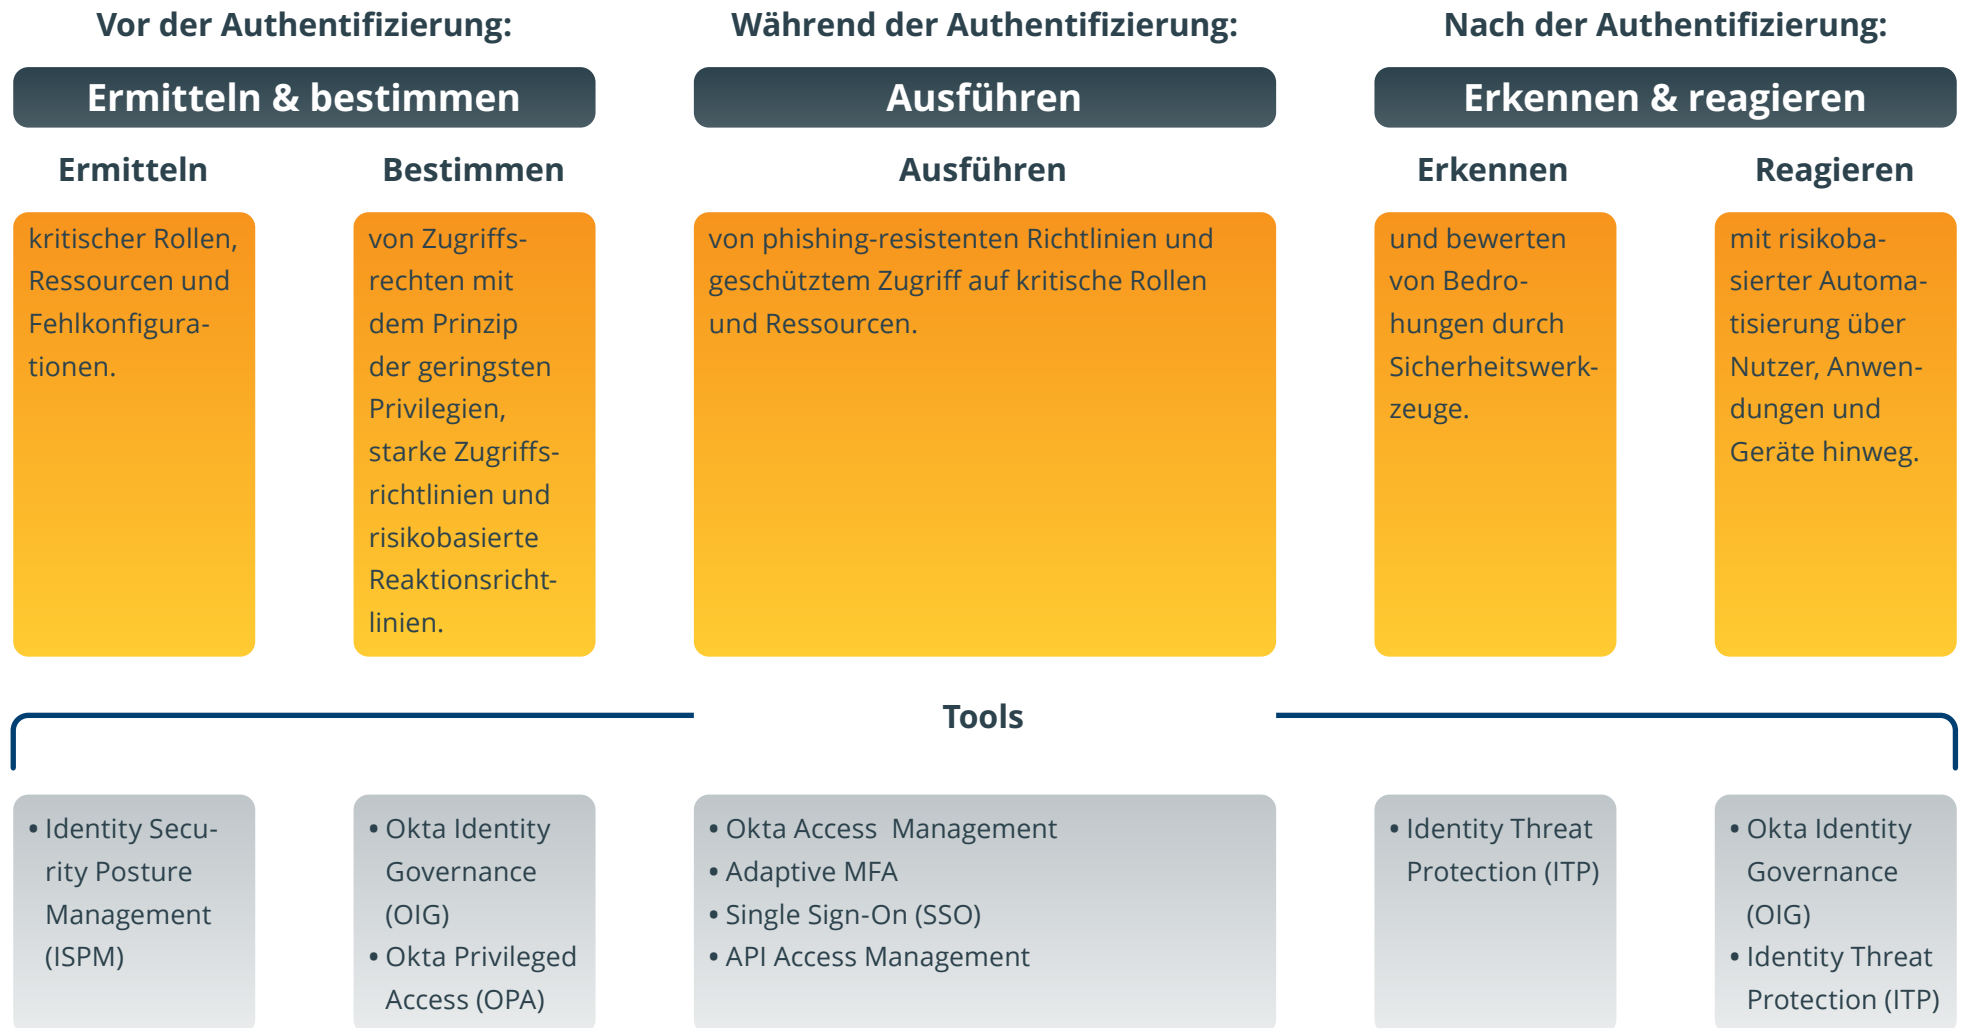 Vor der Authentifizierung:
Ermitteln & bestimmen
Ermitteln
kritischer Rollen,
Ressourcen und
Fehlkonfigura-
tionen.
Bestimmen
von Zugriffs-
rechten mit
dem Prinzip
der geringsten
Privilegien,
starke Zugriffs-
richtlinien und
risikobasierte
Reaktionsricht-
linien.
Während der Authentifizierung:
Ausführen
Ausführen
von phishing-resistenten Richtlinien und
geschütztem Zugriff auf kritische Rollen
und Ressourcen.
Nach der Authentifizierung:
Erkennen & reagieren
Erkennen
und bewerten
von Bedro-
hungen durch
Sicherheitswerk-
zeuge.
Reagieren
mit risikoba-
sierter Automa-
tisierung über
Nutzer, Anwen-
dungen und
Geräte hinweg.
Tools
• Identity Secu-
rity Posture
Management
(ISPM)
• Okta Identity
Governance
(OIG)
• Okta Privileged
Access (OPA)
• Okta Access Management
• Adaptive MFA
• Single Sign-On (SSO)
• API Access Management
• Identity Threat
Protection (ITP)
• Okta Identity
Governance
(OIG)
• Identity Threat
Protection (ITP)